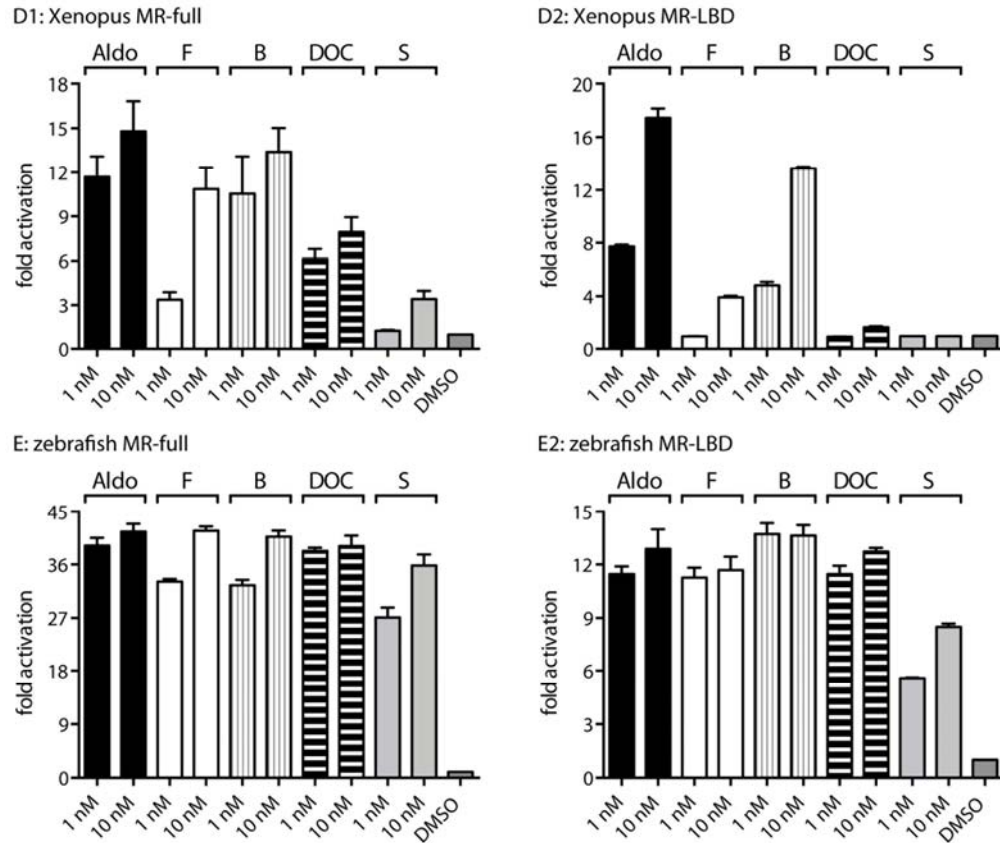 D1: Xenopus MR-full
Aldo F B DOC S
18
15
12
9
6
3
0
fold activation
1 nM 10 nM 1 nM 10 nM 1 nM 10 nM 1 nM 10 nM 1 nM 10 nM DMSO
D2: Xenopus MR-LBD
Aldo F B DOC S
20
16
12
8
4
0
fold activation
1 nM 10 nM 1 nM 10 nM 1 nM 10 nM 1 nM 10 nM 1 nM 10 nM DMSO
E: zebrafish MR-full
Aldo F B DOC S
45
36
27
18
9
0
fold activation
1 nM 10 nM 1 nM 10 nM 1 nM 10 nM 1 nM 10 nM 1 nM 10 nM DMSO
E2: zebrafish MR-LBD
Aldo F B DOC S
15
12
9
6
3
0
fold activation
1 nM 10 nM 1 nM 10 nM 1 nM 10 nM 1 nM 10 nM 1 nM 10 nM DMSO